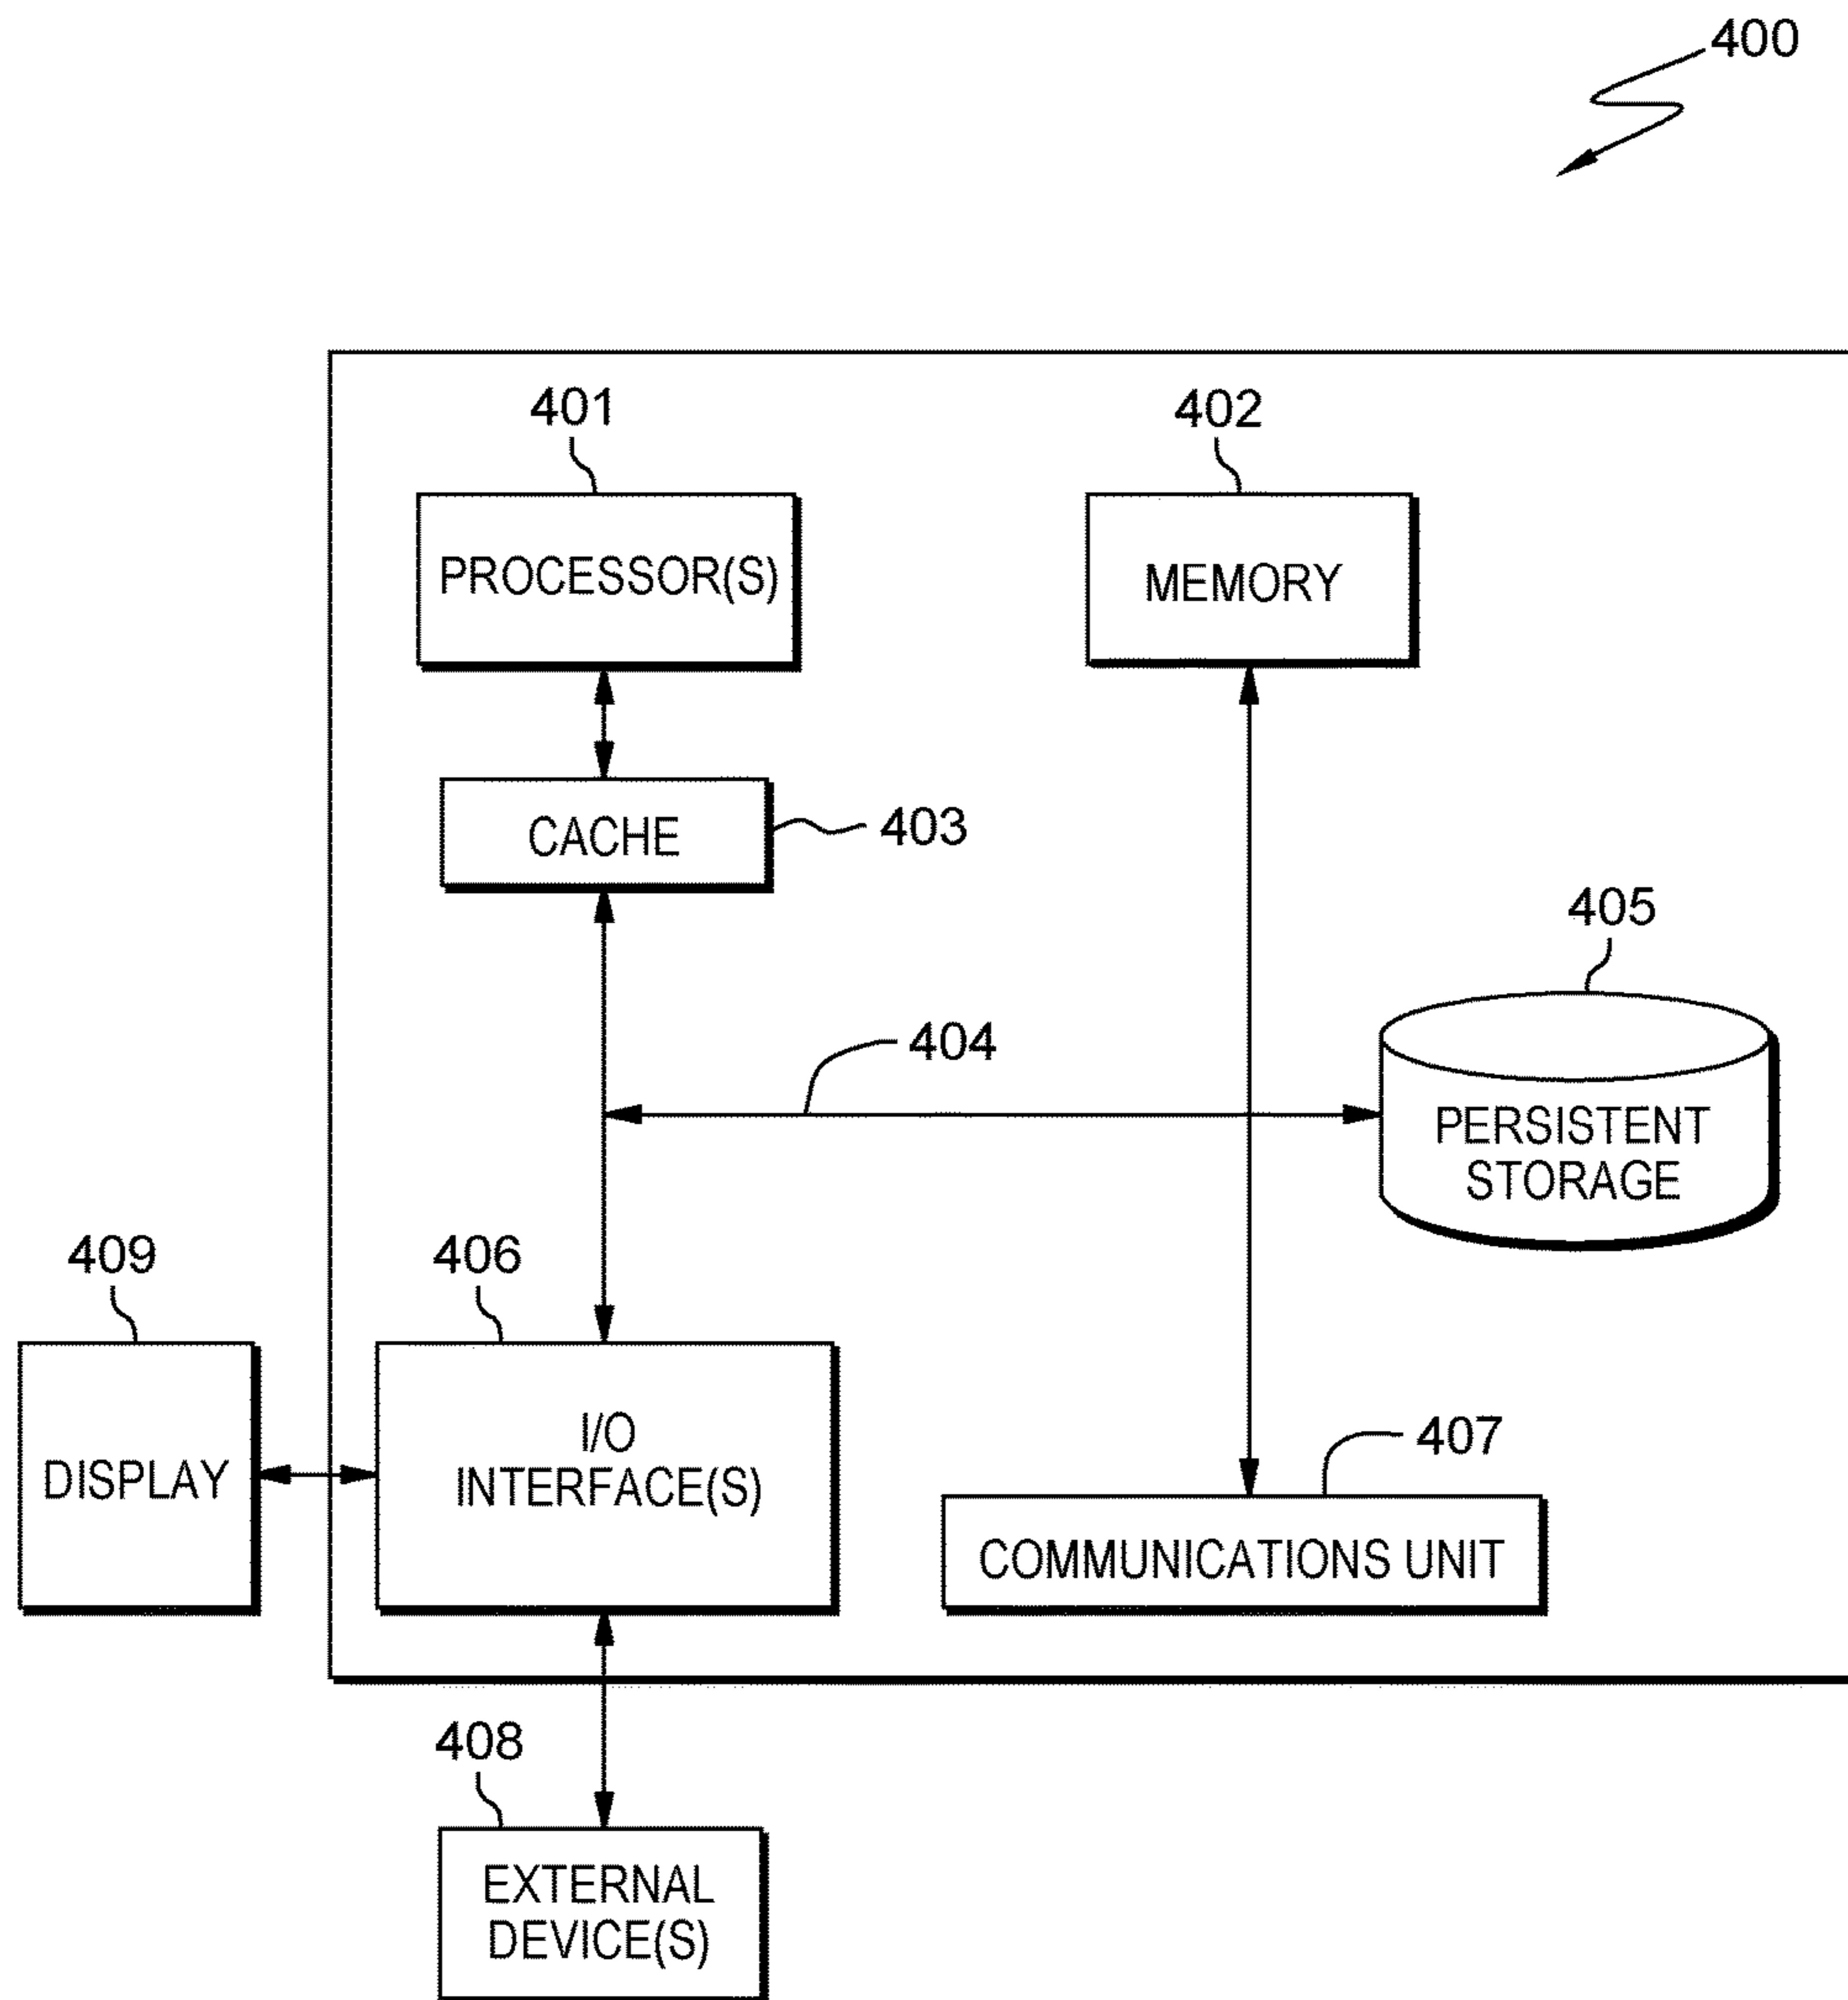 400
401
402
PROCESSOR(S)
MEMORY
403
CACHE
405
404
PERSISTENT
STORAGE
409
406
407
DISPLAY
I/O
INTERFACE(S)
COMMUNICATIONS UNIT
408
EXTERNAL
DEVICE(S)